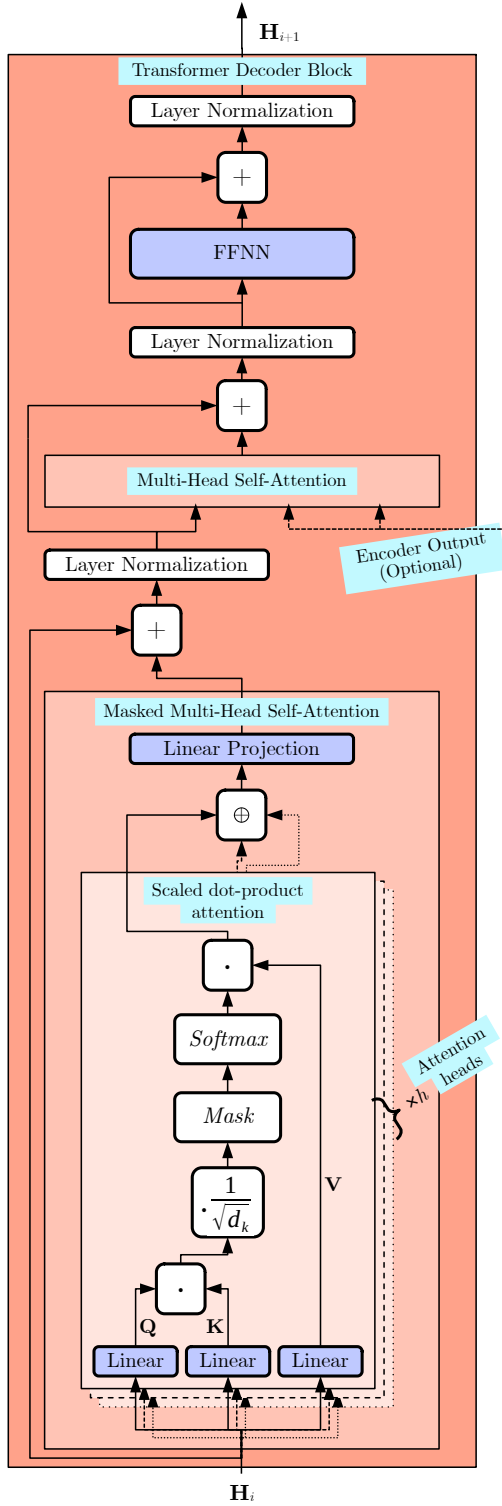 H_{i+1}
Transformer Decoder Block
Layer Normalization
+
FFNN
Layer Normalization
+
Multi-Head Self-Attention
Encoder Output
(Optional)
Layer Normalization
+
Masked Multi-Head Self-Attention
Linear Projection
⊕
Scaled dot-product
attention
·
Softmax
Attention
heads
×h
Mask
V
· 1/√d_k
·
Q K
Linear Linear Linear
H_i